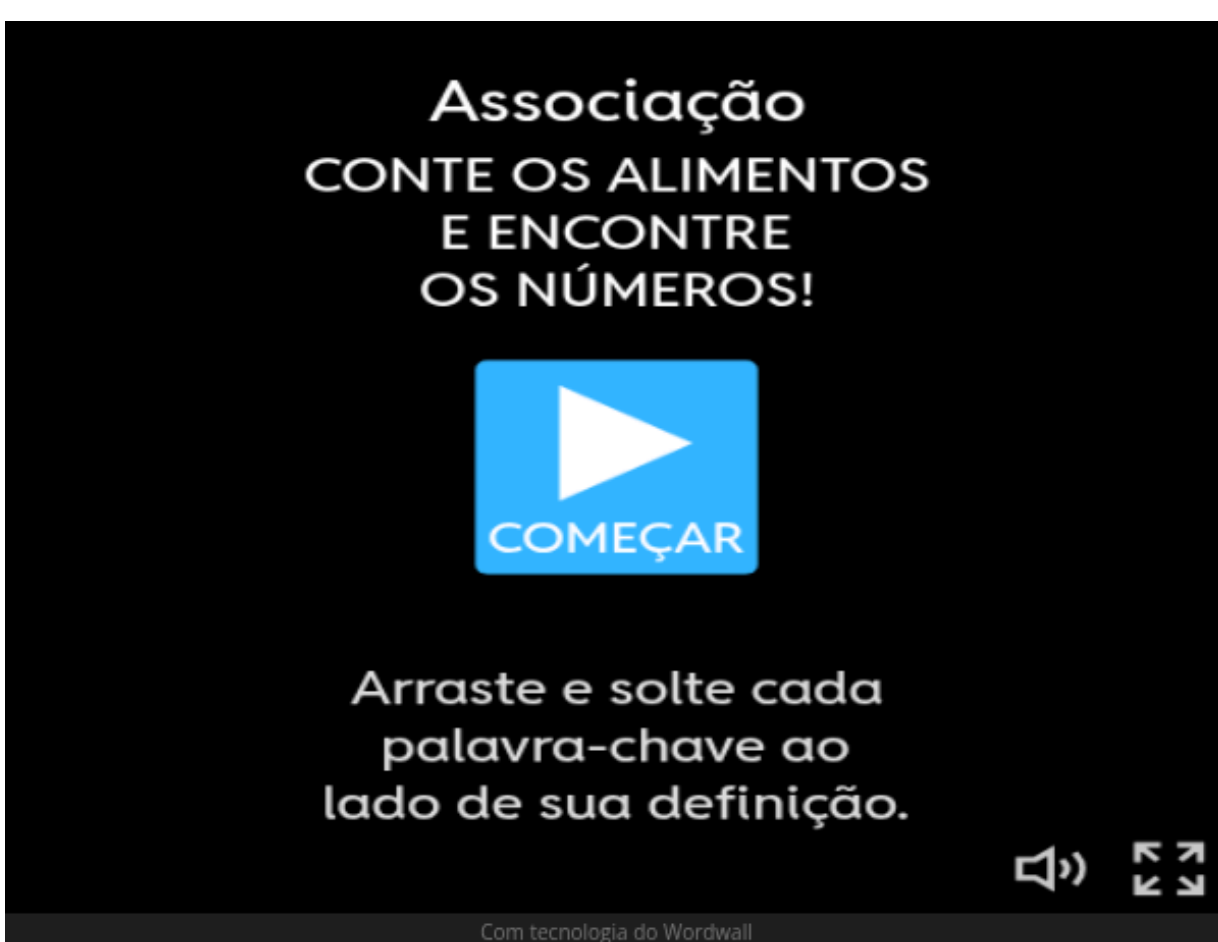 Associação
CONTE OS ALIMENTOS
E ENCONTRE
OS NÚMEROS!
COMEÇAR
Arraste e solte cada
palavra-chave ao
lado de sua definição.
Com tecnologia do Wordwall